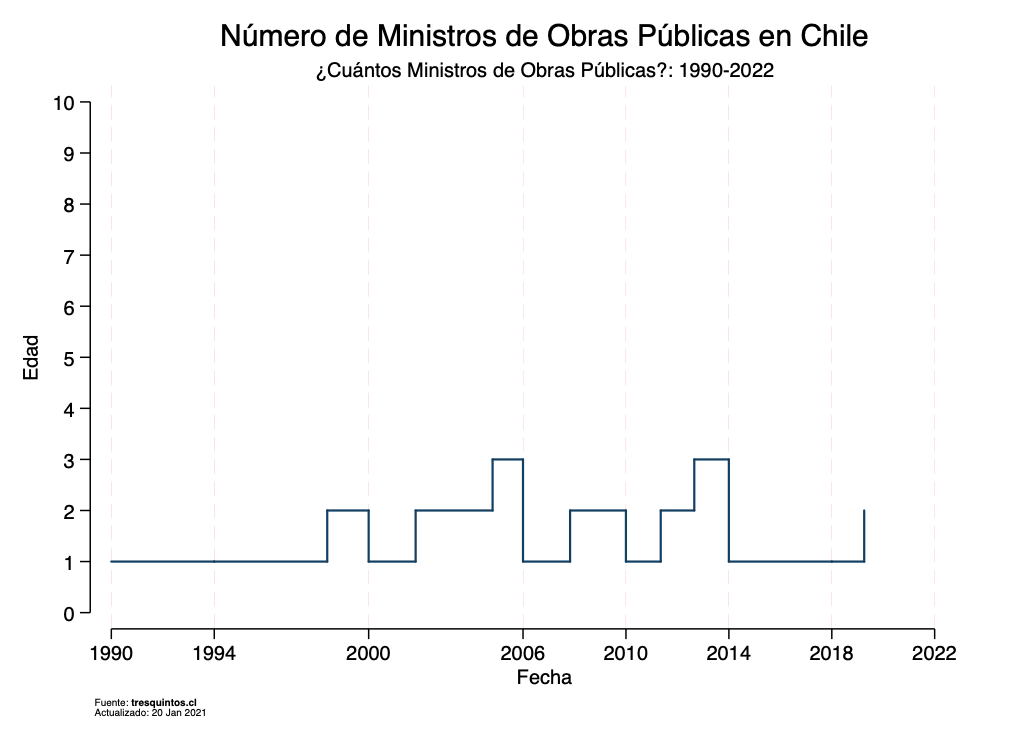 Número de Ministros de Obras Públicas en Chile
¿Cuántos Ministros de Obras Públicas?: 1990-2022
10
9
8
7
6
5
4
3
2
1
0
Edad
1990 1994 2000 2006 2010 2014 2018 2022
Fecha
Fuente: tresquintos.cl
Actualizado: 20 Jan 2021